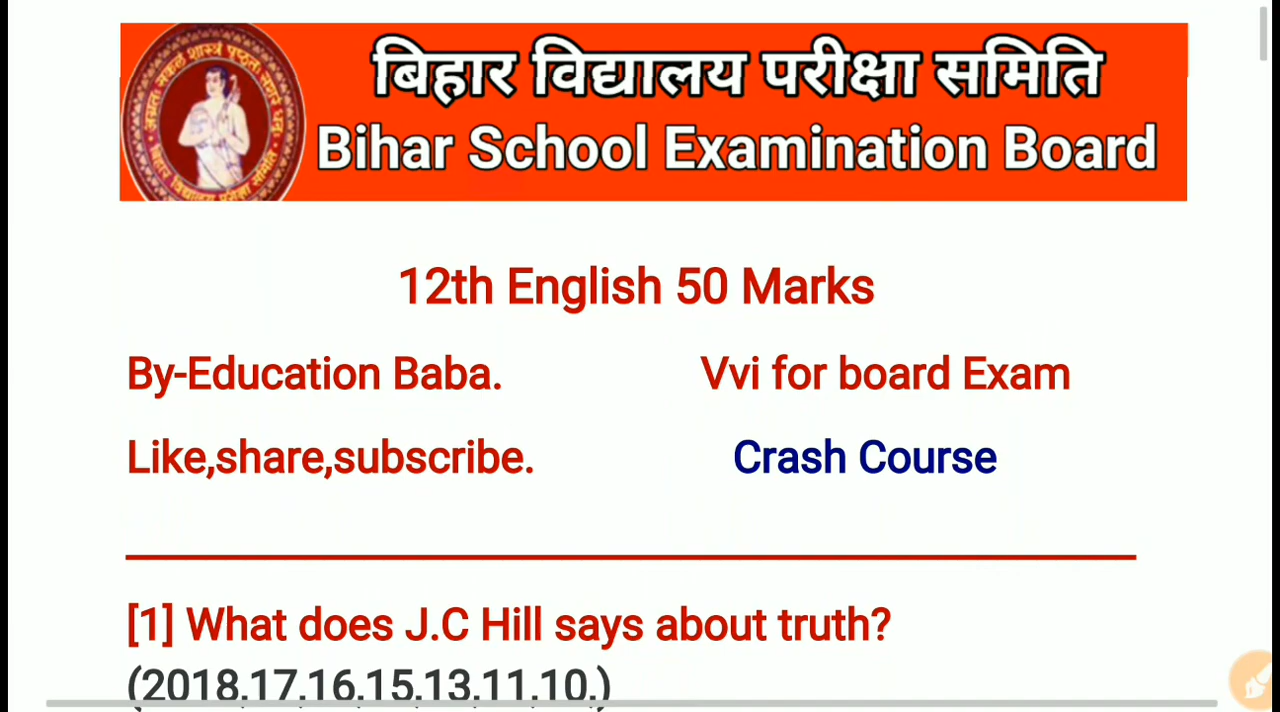 बिहार विद्यालय परीक्षा समिति
Bihar School Examination Board
12th English 50 Marks
By-Education Baba.
Vvi for board Exam
Like,share,subscribe.
Crash Course
[1] What does J.C Hill says about truth?
(2018,17,16,15,13,11,10,)